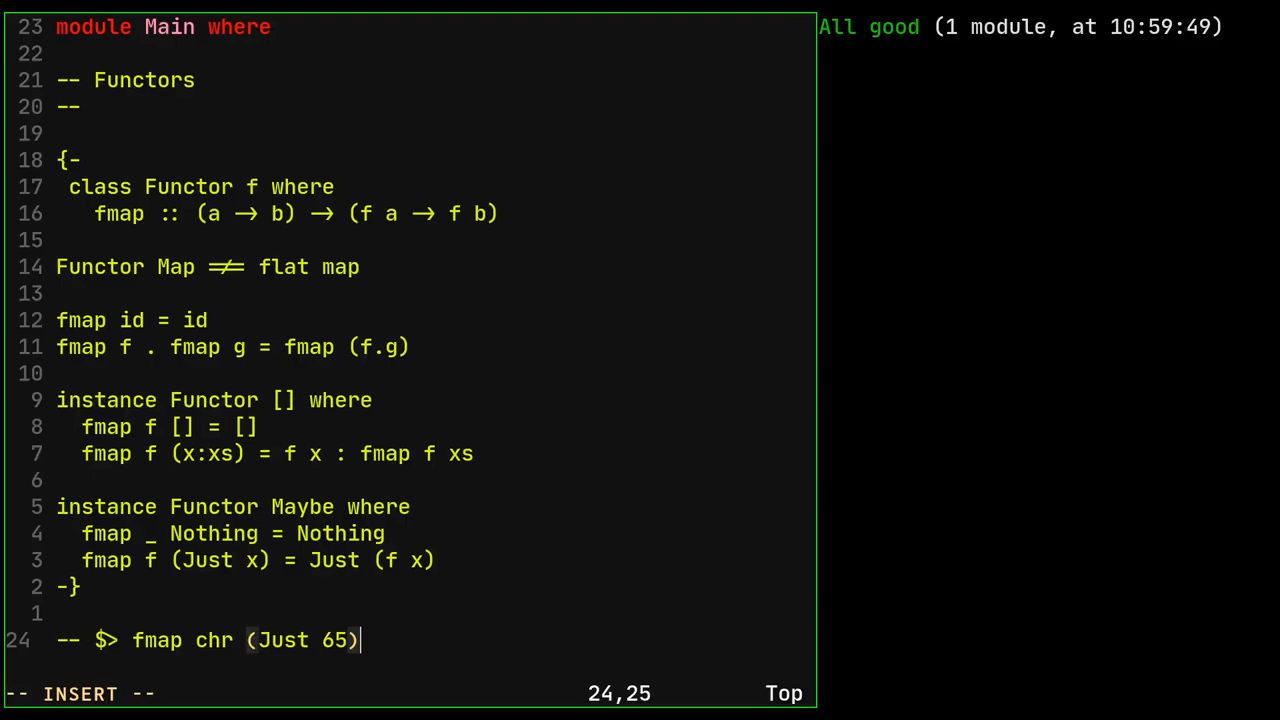 23 module Main where
22
21 -- Functors
20 --
19
18 {-
17  class Functor f where
16    fmap :: (a -> b) -> (f a -> f b)
15
14 Functor Map =/= flat map
13
12 fmap id = id
11 fmap f . fmap g = fmap (f.g)
10
9 instance Functor [] where
8   fmap f [] = []
7   fmap f (x:xs) = f x : fmap f xs
6
5 instance Functor Maybe where
4   fmap _ Nothing = Nothing
3   fmap f (Just x) = Just (f x)
2 -}
1
24 -- $> fmap chr (Just 65)
-- INSERT -- 24,25 Top
All good (1 module, at 10:59:49)